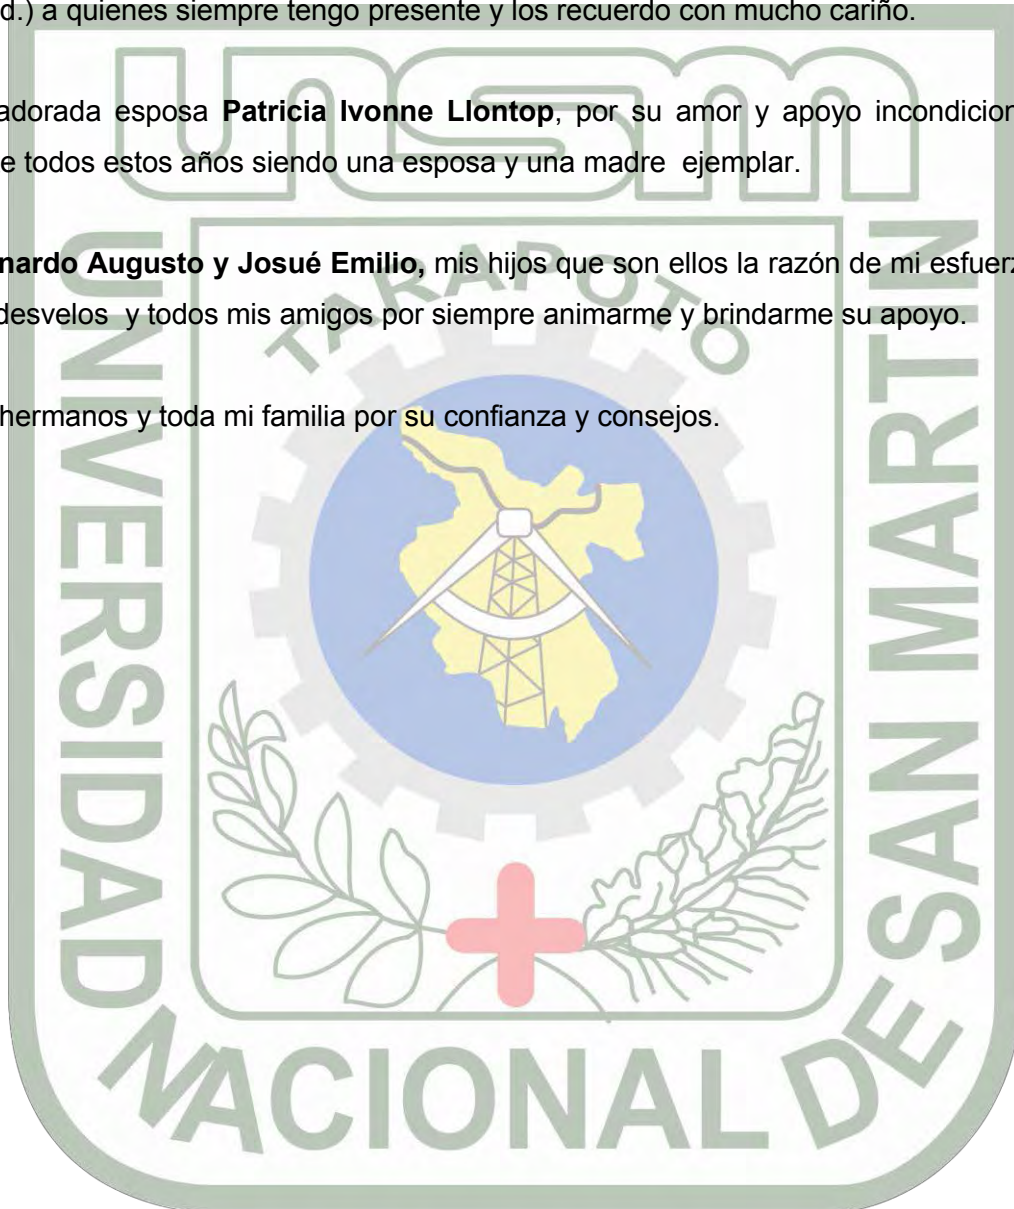 d.) a quienes siempre tengo presente y los recuerdo con mucho cariño.
adorada esposa Patricia Ivonne Llontop, por su amor y apoyo incondicion
e todos estos años siendo una esposa y una madre ejemplar.
nardo Augusto y Josué Emilio, mis hijos que son ellos la razón de mi esfuerz
desvelos y todos mis amigos por siempre animarme y brindarme su apoyo.
hermanos y toda mi familia por su confianza y consejos.
unsm
TARAPOTO
UNIVERSIDAD
NACIONAL DE
SAN MARTIN